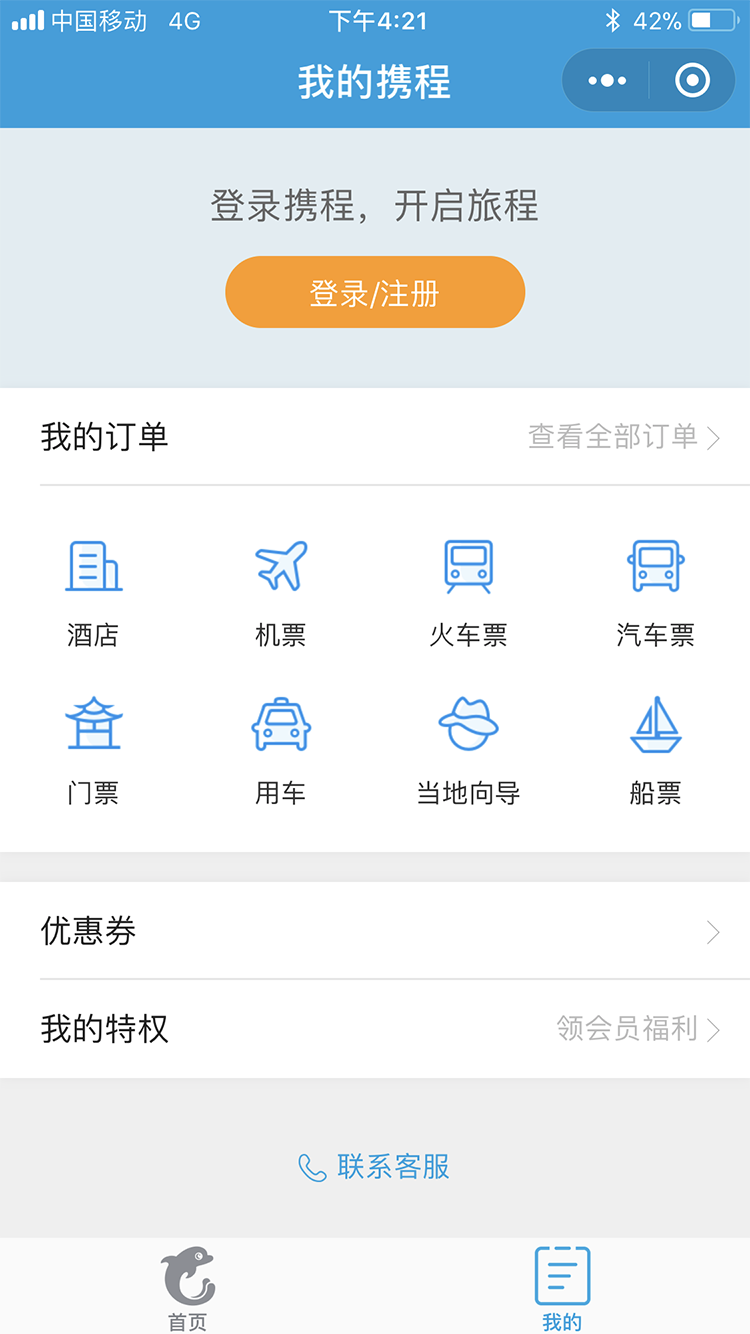 中国移动 4G 下午4:21 42%
我的携程
登录携程，开启旅程
登录/注册
我的订单 查看全部订单
酒店 机票 火车票 汽车票
门票 用车 当地向导 船票
优惠券
我的特权 领会员福利
联系客服
首页 我的